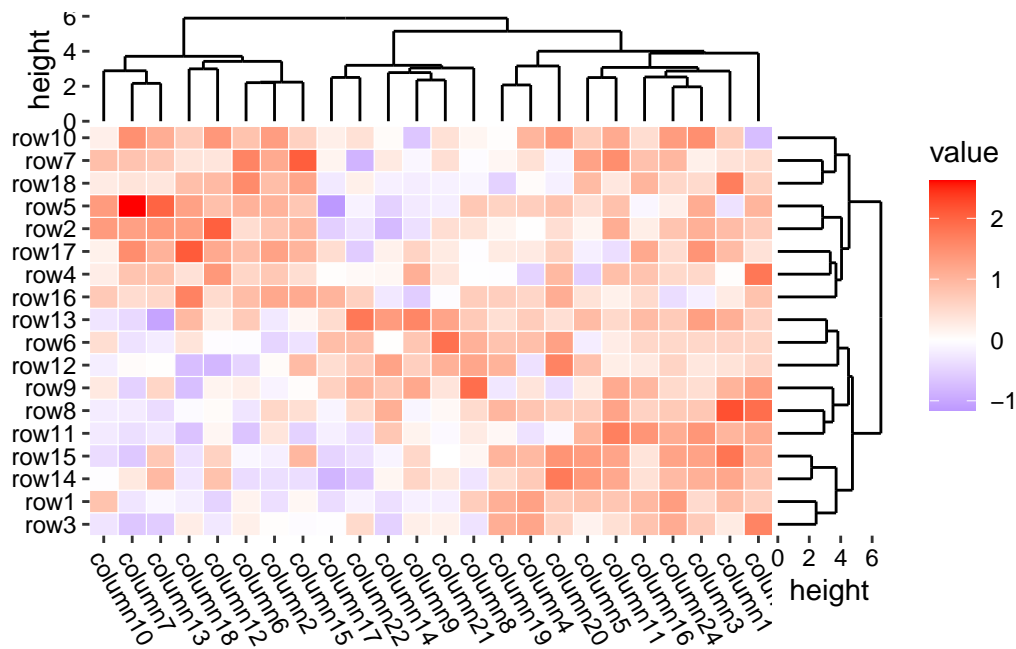 height
6
4
2
0
row10
row7
row18
row5
row2
row17
row4
row16
row13
row6
row12
row9
row8
row11
row15
row14
row1
row3
column10
column7
column13
column18
column12
column6
column2
column15
column17
column22
column14
column9
column21
column8
column19
column4
column20
column5
column11
column16
column24
column3
column1
0 2 4 6
height
value
2
1
0
−1